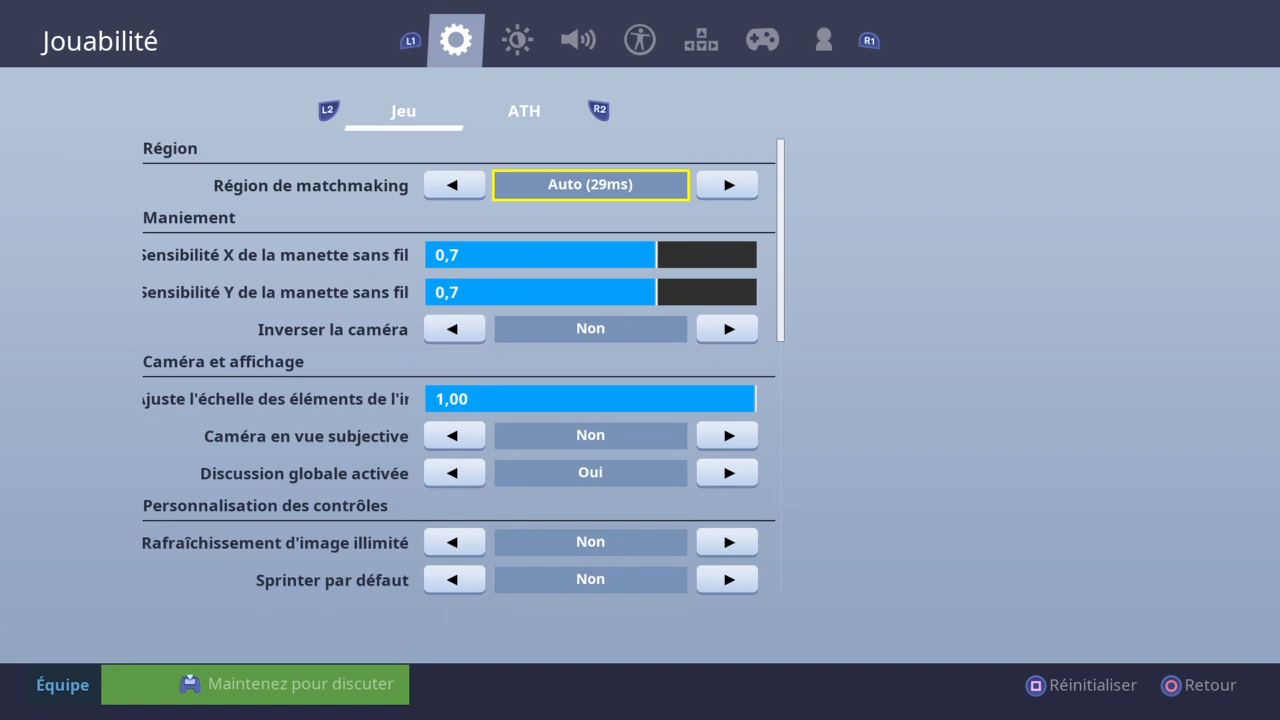 Jouabilité
L1
R1
L2
Jeu
ATH
R2
Région
Région de matchmaking
Auto (29ms)
Maniement
Sensibilité X de la manette sans fil
0,7
Sensibilité Y de la manette sans fil
0,7
Inverser la caméra
Non
Caméra et affichage
Ajuste l'échelle des éléments de l'in
1,00
Caméra en vue subjective
Non
Discussion globale activée
Oui
Personnalisation des contrôles
Rafraîchissement d'image illimité
Non
Sprinter par défaut
Non
Équipe
Maintenez pour discuter
Réinitialiser
Retour